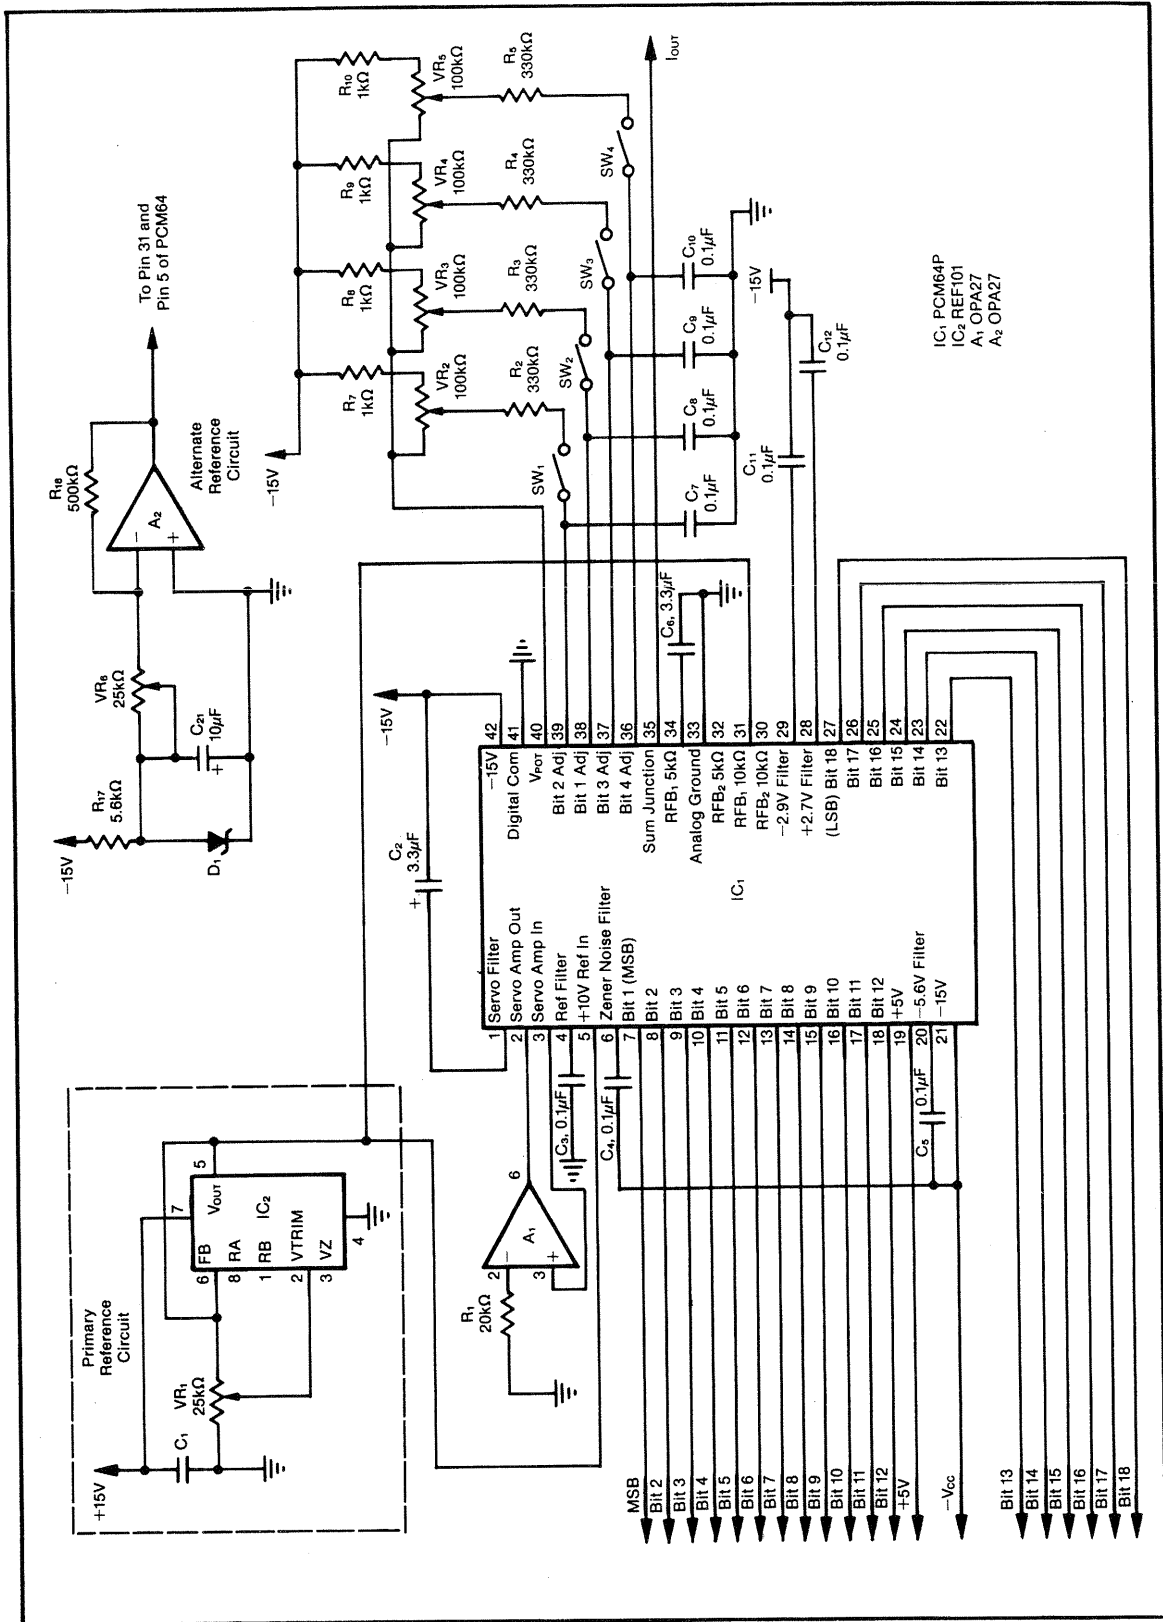 Primary
Reference
Circuit
+15V
C1
VR1
25kΩ
6 FB
8 RA
1 RB
2 VTRIM
3 VZ
7
VOUT
5
IC2
4
−15V
R17
5.6kΩ
D1
C21
10µF
+
VR6
25kΩ
R18
500kΩ
−
+
A2
Alternate
Reference
Circuit
To Pin 31 and
Pin 5 of PCM64
R1
20kΩ
2
3
−
+
A1
6
C2
3.3µF
+
−15V
C3, 0.1µF
C4, 0.1µF
C5
0.1µF
IC1
1 Servo Filter
2 Servo Amp Out
3 Servo Amp In
4 Ref Filter
5 +10V Ref In
6 Zener Noise Filter
7 Bit 1 (MSB)
8 Bit 2
9 Bit 3
10 Bit 4
11 Bit 5
12 Bit 6
13 Bit 7
14 Bit 8
15 Bit 9
16 Bit 10
17 Bit 11
18 Bit 12
19 +5V
20 −5.6V Filter
21 −15V
−15V 42
Digital Com 41
VPOT 40
Bit 2 Adj 39
Bit 1 Adj 38
Bit 3 Adj 37
Bit 4 Adj 36
Sum Junction 35
RFB1 5kΩ 34
Analog Ground 33
RFB2 5kΩ 32
RFB1 10kΩ 31
RFB2 10kΩ 30
−2.9V Filter 29
+2.7V Filter 28
(LSB) Bit 18 27
Bit 17 26
Bit 16 25
Bit 15 24
Bit 14 23
Bit 13 22
C6, 3.3µF
−15V
R7
1kΩ
R8
1kΩ
R9
1kΩ
R10
1kΩ
VR2
100kΩ
VR3
100kΩ
VR4
100kΩ
VR5
100kΩ
R2
330kΩ
R3
330kΩ
R4
330kΩ
R5
330kΩ
SW1
SW2
SW3
SW4
IOUT
C7
0.1µF
C8
0.1µF
C9
0.1µF
C10
0.1µF
C11
0.1µF
C12
0.1µF
−15V
MSB
Bit 2
Bit 3
Bit 4
Bit 5
Bit 6
Bit 7
Bit 8
Bit 9
Bit 10
Bit 11
Bit 12
+5V
−VCC
Bit 13
Bit 14
Bit 15
Bit 16
Bit 17
Bit 18
IC1 PCM64P
IC2 REF101
A1 OPA27
A2 OPA27